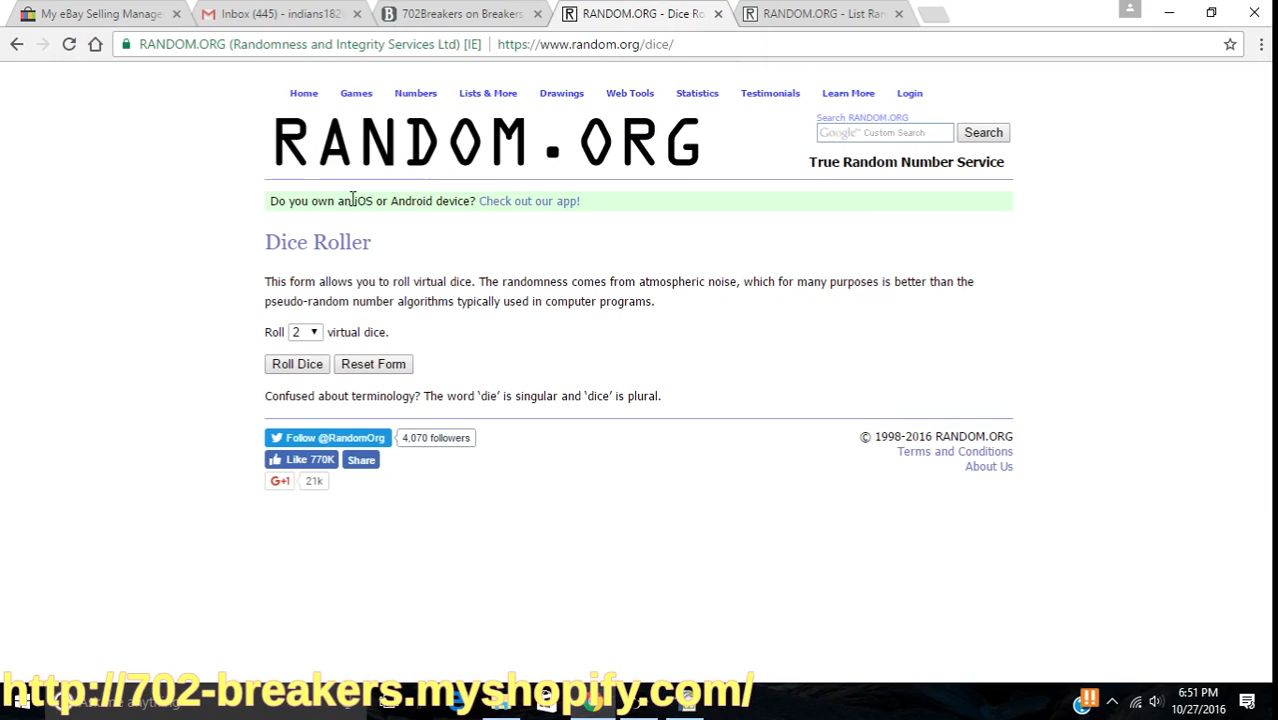 My eBay Selling Manage
Inbox (445) - indians182
702Breakers on Breakers
RANDOM.ORG - Dice Ro
RANDOM.ORG - List Ran
RANDOM.ORG (Randomness and Integrity Services Ltd) [IE]
https://www.random.org/dice/
Home Games Numbers Lists & More Drawings Web Tools Statistics Testimonials Learn More Login
RANDOM.ORG
Search RANDOM.ORG
Google™ Custom Search
Search
True Random Number Service
Do you own an iOS or Android device? Check out our app!
Dice Roller
This form allows you to roll virtual dice. The randomness comes from atmospheric noise, which for many purposes is better than the
pseudo-random number algorithms typically used in computer programs.
Roll 2 virtual dice.
Roll Dice Reset Form
Confused about terminology? The word ‘die’ is singular and ‘dice’ is plural.
Follow @RandomOrg 4,070 followers
Like 770K Share
G+1 21k
© 1998-2016 RANDOM.ORG
Terms and Conditions
About Us
http://702-breakers.myshopify.com/
6:51 PM
10/27/2016